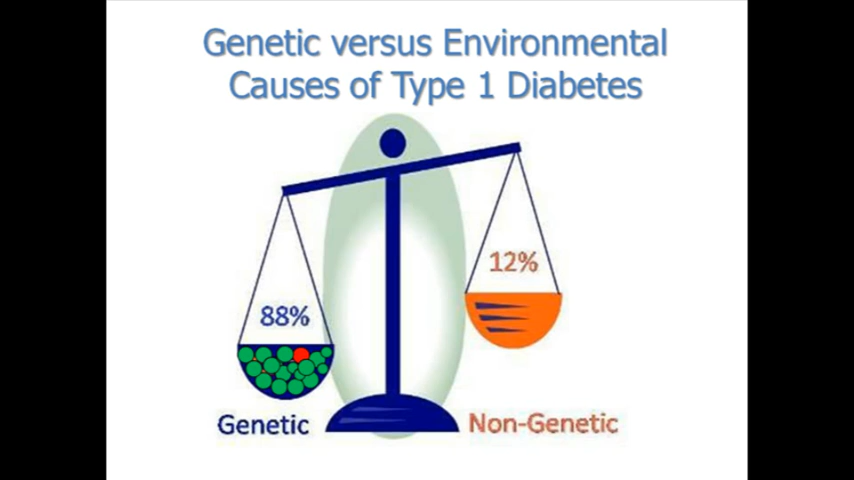 Genetic versus Environmental
Causes of Type 1 Diabetes
12%
88%
Genetic
Non-Genetic